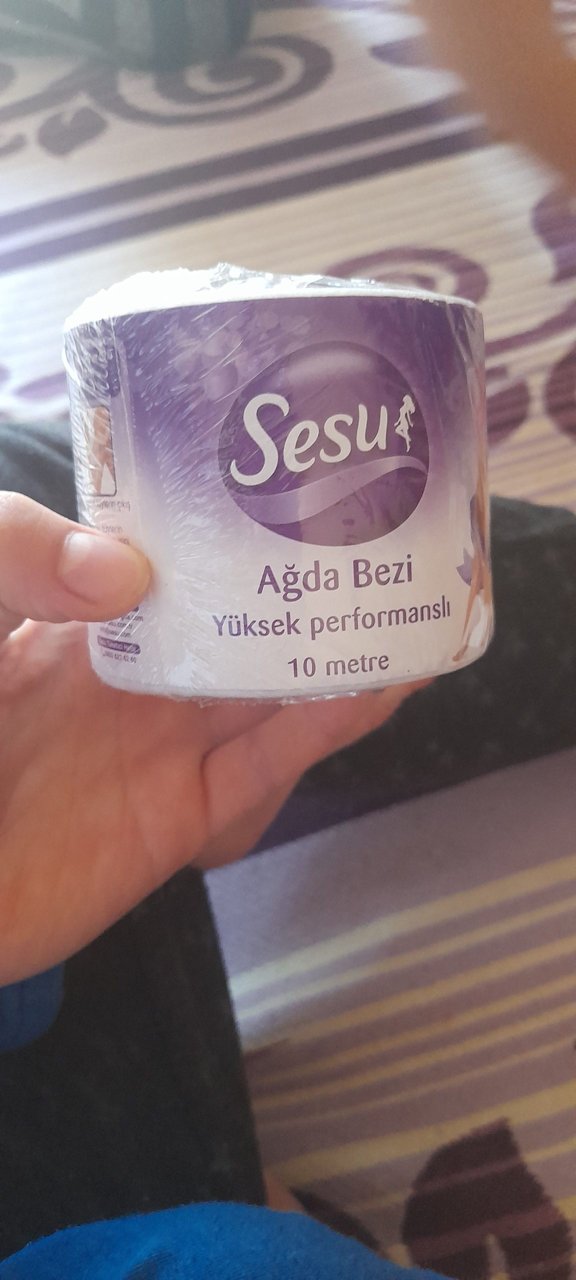 Sesu
Ağda Bezi
Yüksek performanslı
10 metre